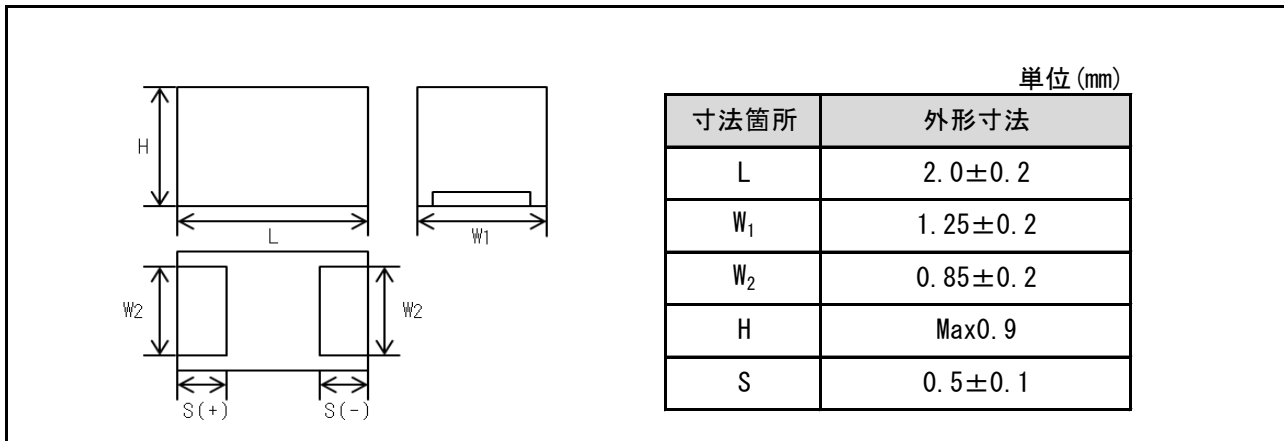 単位(mm)
寸法箇所 外形寸法
L 2.0±0.2
W1 1.25±0.2
W2 0.85±0.2
H Max0.9
S 0.5±0.1
H
L
W1
W2
W2
S(+)
S(-)